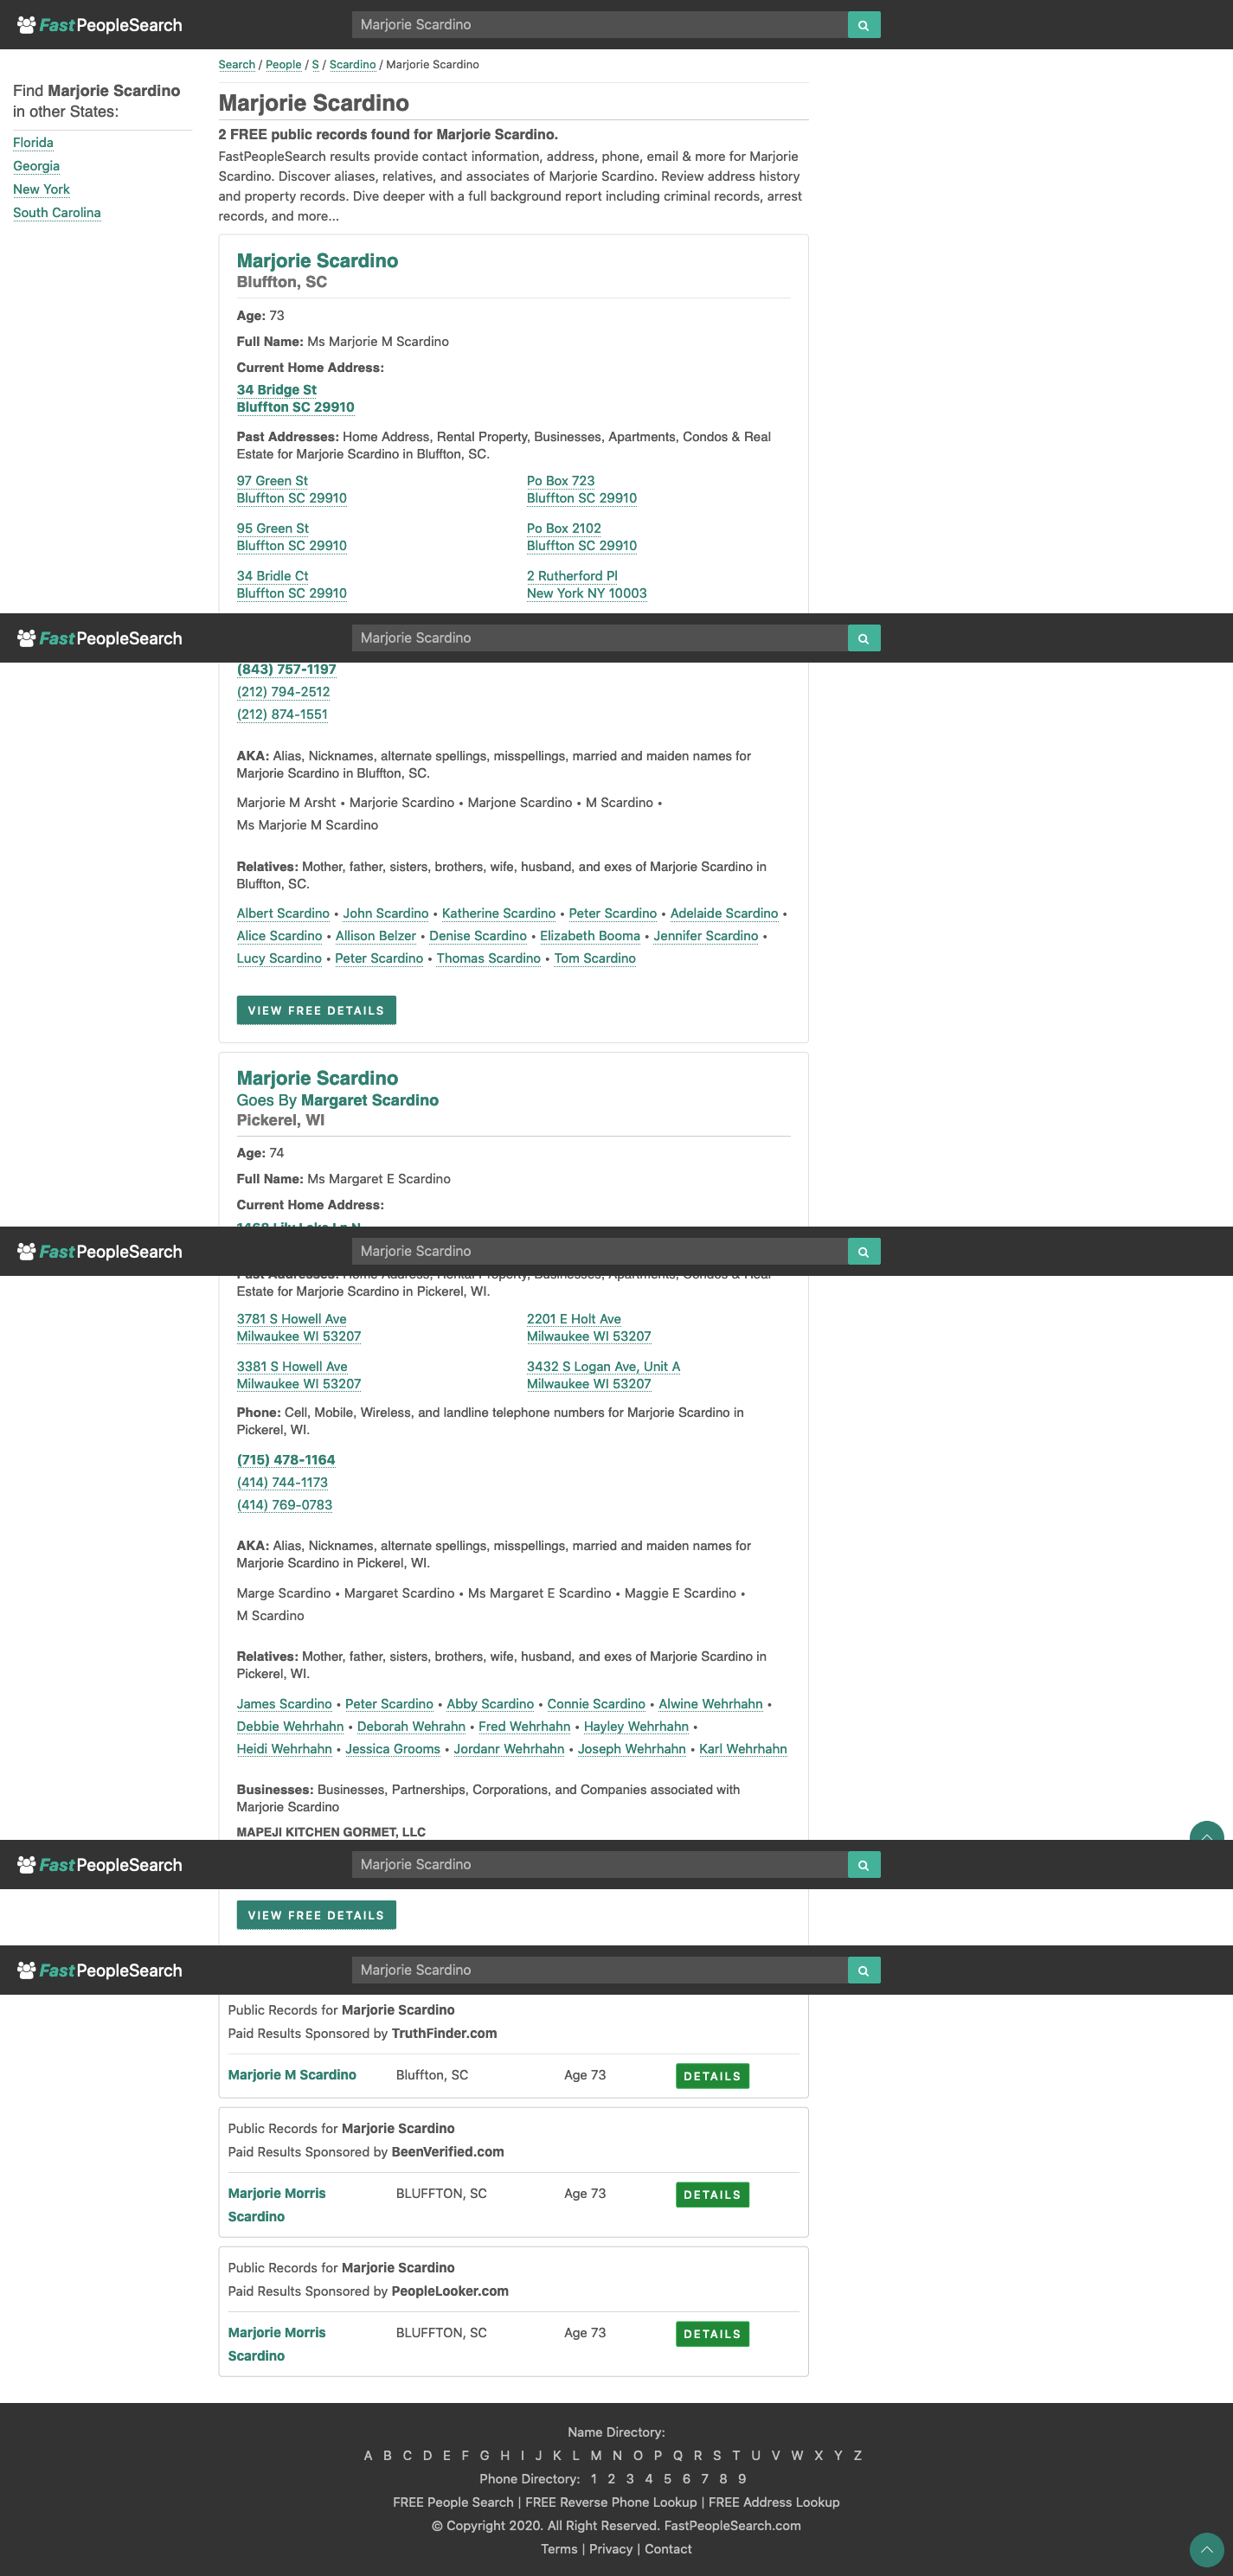 FastPeopleSearch
Marjorie Scardino
Search / People / S / Scardino / Marjorie Scardino
Find Marjorie Scardino
in other States:
Florida
Georgia
New York
South Carolina
Marjorie Scardino
2 FREE public records found for Marjorie Scardino.
FastPeopleSearch results provide contact information, address, phone, email & more for Marjorie
Scardino. Discover aliases, relatives, and associates of Marjorie Scardino. Review address history
and property records. Dive deeper with a full background report including criminal records, arrest
records, and more...
Marjorie Scardino
Bluffton, SC
Age: 73
Full Name: Ms Marjorie M Scardino
Current Home Address:
34 Bridge St
Bluffton SC 29910
Past Addresses: Home Address, Rental Property, Businesses, Apartments, Condos & Real
Estate for Marjorie Scardino in Bluffton, SC.
97 Green St
Bluffton SC 29910
Po Box 723
Bluffton SC 29910
95 Green St
Bluffton SC 29910
Po Box 2102
Bluffton SC 29910
34 Bridle Ct
Bluffton SC 29910
2 Rutherford Pl
New York NY 10003
FastPeopleSearch
Marjorie Scardino
(843) 757-1197
(212) 794-2512
(212) 874-1551
AKA: Alias, Nicknames, alternate spellings, misspellings, married and maiden names for
Marjorie Scardino in Bluffton, SC.
Marjorie M Arsht • Marjorie Scardino • Marjone Scardino • M Scardino •
Ms Marjorie M Scardino
Relatives: Mother, father, sisters, brothers, wife, husband, and exes of Marjorie Scardino in
Bluffton, SC.
Albert Scardino • John Scardino • Katherine Scardino • Peter Scardino • Adelaide Scardino •
Alice Scardino • Allison Belzer • Denise Scardino • Elizabeth Booma • Jennifer Scardino •
Lucy Scardino • Peter Scardino • Thomas Scardino • Tom Scardino
VIEW FREE DETAILS
Marjorie Scardino
Goes By Margaret Scardino
Pickerel, WI
Age: 74
Full Name: Ms Margaret E Scardino
Current Home Address:
1468 Lily Lake Ln N
FastPeopleSearch
Marjorie Scardino
Past Addresses: Home Address, Rental Property, Businesses, Apartments, Condos & Real
Estate for Marjorie Scardino in Pickerel, WI.
3781 S Howell Ave
Milwaukee WI 53207
2201 E Holt Ave
Milwaukee WI 53207
3381 S Howell Ave
Milwaukee WI 53207
3432 S Logan Ave, Unit A
Milwaukee WI 53207
Phone: Cell, Mobile, Wireless, and landline telephone numbers for Marjorie Scardino in
Pickerel, WI.
(715) 478-1164
(414) 744-1173
(414) 769-0783
AKA: Alias, Nicknames, alternate spellings, misspellings, married and maiden names for
Marjorie Scardino in Pickerel, WI.
Marge Scardino • Margaret Scardino • Ms Margaret E Scardino • Maggie E Scardino •
M Scardino
Relatives: Mother, father, sisters, brothers, wife, husband, and exes of Marjorie Scardino in
Pickerel, WI.
James Scardino • Peter Scardino • Abby Scardino • Connie Scardino • Alwine Wehrhahn •
Debbie Wehrhahn • Deborah Wehrahn • Fred Wehrhahn • Hayley Wehrhahn •
Heidi Wehrhahn • Jessica Grooms • Jordanr Wehrhahn • Joseph Wehrhahn • Karl Wehrhahn
Businesses: Businesses, Partnerships, Corporations, and Companies associated with
Marjorie Scardino
MAPEJI KITCHEN GORMET, LLC
FastPeopleSearch
Marjorie Scardino
VIEW FREE DETAILS
FastPeopleSearch
Marjorie Scardino
Public Records for Marjorie Scardino
Paid Results Sponsored by TruthFinder.com
Marjorie M Scardino Bluffton, SC Age 73 DETAILS
Public Records for Marjorie Scardino
Paid Results Sponsored by BeenVerified.com
Marjorie Morris BLUFFTON, SC Age 73 DETAILS
Scardino
Public Records for Marjorie Scardino
Paid Results Sponsored by PeopleLooker.com
Marjorie Morris BLUFFTON, SC Age 73 DETAILS
Scardino
Name Directory:
A B C D E F G H I J K L M N O P Q R S T U V W X Y Z
Phone Directory: 1 2 3 4 5 6 7 8 9
FREE People Search | FREE Reverse Phone Lookup | FREE Address Lookup
© Copyright 2020. All Right Reserved. FastPeopleSearch.com
Terms | Privacy | Contact